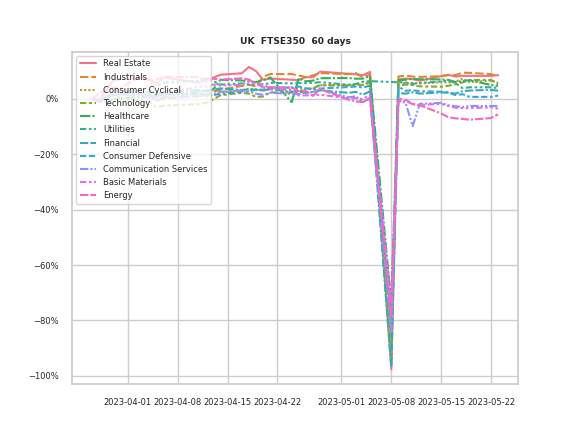 UK FTSE350 60 days
Real Estate
Industrials
Consumer Cyclical
Technology
Healthcare
Utilities
Financial
Consumer Defensive
Communication Services
Basic Materials
Energy
0%
−20%
−40%
−60%
−80%
−100%
2023-04-01 2023-04-08 2023-04-15 2023-04-22 2023-05-01 2023-05-08 2023-05-15 2023-05-22